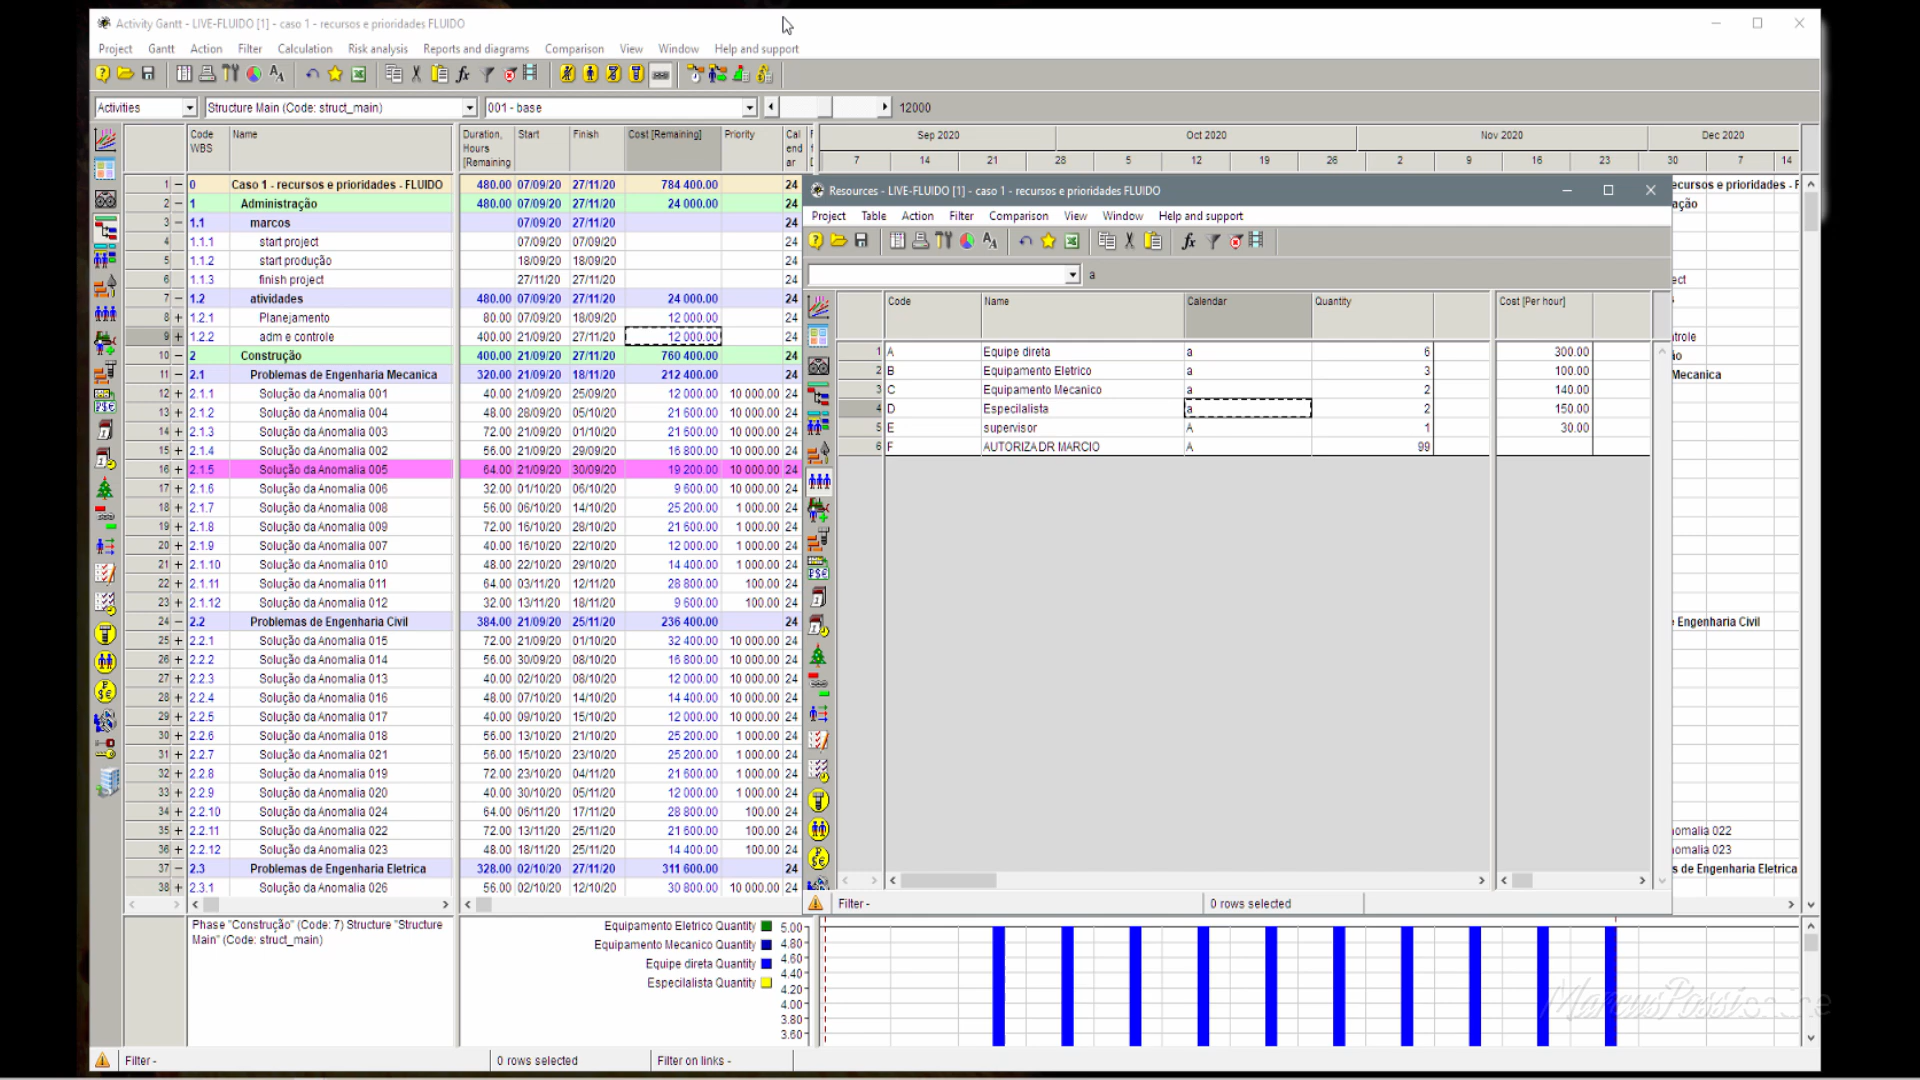 Activity Gantt - LIVE-FLUIDO [1] - caso 1 - recursos e prioridades FLUIDO
Project Gantt Action Filter Calculation Risk analysis Reports and diagrams Comparison View Window Help and support
Activities Structure Main (Code: struct_main) 001 - base 12000
Code WBS Name Duration, Hours [Remaining Start Finish Cost [Remaining] Priority Cal end ar
Sep 2020 Oct 2020 Nov 2020 Dec 2020
7 14 21 28 5 12 19 26 2 9 16 23 30 7 14
1 0 Caso 1 - recursos e prioridades - FLUIDO 480.00 07/09/20 27/11/20 784 400.00 24
2 1 Administração 480.00 07/09/20 27/11/20 24 000.00 24
3 1.1 marcos 07/09/20 27/11/20 24
4 1.1.1 start project 07/09/20 07/09/20 24
5 1.1.2 start produção 18/09/20 18/09/20 24
6 1.1.3 finish project 27/11/20 27/11/20 24
7 1.2 atividades 480.00 07/09/20 27/11/20 24 000.00 24
8 + 1.2.1 Planejamento 80.00 07/09/20 18/09/20 12 000.00 24
9 + 1.2.2 adm e controle 400.00 21/09/20 27/11/20 12 000.00 24
10 2 Construção 400.00 21/09/20 27/11/20 760 400.00 24
11 2.1 Problemas de Engenharia Mecanica 320.00 21/09/20 18/11/20 212 400.00 24
12 + 2.1.1 Solução da Anomalia 001 40.00 21/09/20 25/09/20 12 000.00 10 000.00 24
13 + 2.1.2 Solução da Anomalia 004 48.00 28/09/20 05/10/20 21 600.00 10 000.00 24
14 + 2.1.3 Solução da Anomalia 003 72.00 21/09/20 01/10/20 21 600.00 10 000.00 24
15 + 2.1.4 Solução da Anomalia 002 56.00 21/09/20 29/09/20 16 800.00 10 000.00 24
16 + 2.1.5 Solução da Anomalia 005 64.00 21/09/20 30/09/20 19 200.00 10 000.00 24
17 + 2.1.6 Solução da Anomalia 006 32.00 01/10/20 06/10/20 9 600.00 10 000.00 24
18 + 2.1.7 Solução da Anomalia 008 56.00 06/10/20 14/10/20 25 200.00 1 000.00 24
19 + 2.1.8 Solução da Anomalia 009 72.00 16/10/20 28/10/20 21 600.00 1 000.00 24
20 + 2.1.9 Solução da Anomalia 007 40.00 16/10/20 22/10/20 12 000.00 1 000.00 24
21 + 2.1.10 Solução da Anomalia 010 48.00 22/10/20 29/10/20 14 400.00 1 000.00 24
22 + 2.1.11 Solução da Anomalia 011 64.00 03/11/20 12/11/20 28 800.00 100.00 24
23 + 2.1.12 Solução da Anomalia 012 32.00 13/11/20 18/11/20 9 600.00 100.00 24
24 2.2 Problemas de Engenharia Civil 384.00 21/09/20 25/11/20 236 400.00 24
25 + 2.2.1 Solução da Anomalia 015 72.00 21/09/20 01/10/20 32 400.00 10 000.00 24
26 + 2.2.2 Solução da Anomalia 014 56.00 30/09/20 08/10/20 16 800.00 10 000.00 24
27 + 2.2.3 Solução da Anomalia 013 40.00 02/10/20 08/10/20 12 000.00 10 000.00 24
28 + 2.2.4 Solução da Anomalia 016 48.00 07/10/20 14/10/20 14 400.00 10 000.00 24
29 + 2.2.5 Solução da Anomalia 017 40.00 09/10/20 15/10/20 12 000.00 10 000.00 24
30 + 2.2.6 Solução da Anomalia 018 56.00 13/10/20 21/10/20 25 200.00 1 000.00 24
31 + 2.2.7 Solução da Anomalia 021 56.00 15/10/20 23/10/20 25 200.00 1 000.00 24
32 + 2.2.8 Solução da Anomalia 019 72.00 23/10/20 04/11/20 21 600.00 1 000.00 24
33 + 2.2.9 Solução da Anomalia 020 40.00 30/10/20 05/11/20 12 000.00 1 000.00 24
34 + 2.2.10 Solução da Anomalia 024 64.00 06/11/20 17/11/20 28 800.00 100.00 24
35 + 2.2.11 Solução da Anomalia 022 72.00 13/11/20 25/11/20 21 600.00 100.00 24
36 + 2.2.12 Solução da Anomalia 023 48.00 18/11/20 25/11/20 14 400.00 100.00 24
37 2.3 Problemas de Engenharia Eletrica 328.00 02/10/20 27/11/20 311 600.00 24
38 + 2.3.1 Solução da Anomalia 026 56.00 02/10/20 12/10/20 30 800.00 10 000.00 24
Resources - LIVE-FLUIDO [1] - caso 1 - recursos e prioridades FLUIDO
Project Table Action Filter Comparison View Window Help and support
a
Code Name Calendar Quantity Cost [Per hour]
1 A Equipe direta a 6 300.00
2 B Equipamento Eletrico a 3 100.00
3 C Equipamento Mecanico a 2 140.00
4 D Especilalista a 2 150.00
5 E supervisor A 1 30.00
6 F AUTORIZA DR MARCIO A 99
Filter - 0 rows selected
ecursos e prioridades - F
ação
ect
ntrole
ão
Mecanica
Engenharia Civil
omalia 022
omalia 023
s de Engenharia Eletrica
Phase "Construção" (Code: 7) Structure "Structure
Main" (Code: struct_main)
Equipamento Eletrico Quantity
Equipamento Mecanico Quantity
Equipe direta Quantity
Especilalista Quantity
5.00
4.80
4.60
4.40
4.20
4.00
3.80
3.60
Filter - 0 rows selected Filter on links -